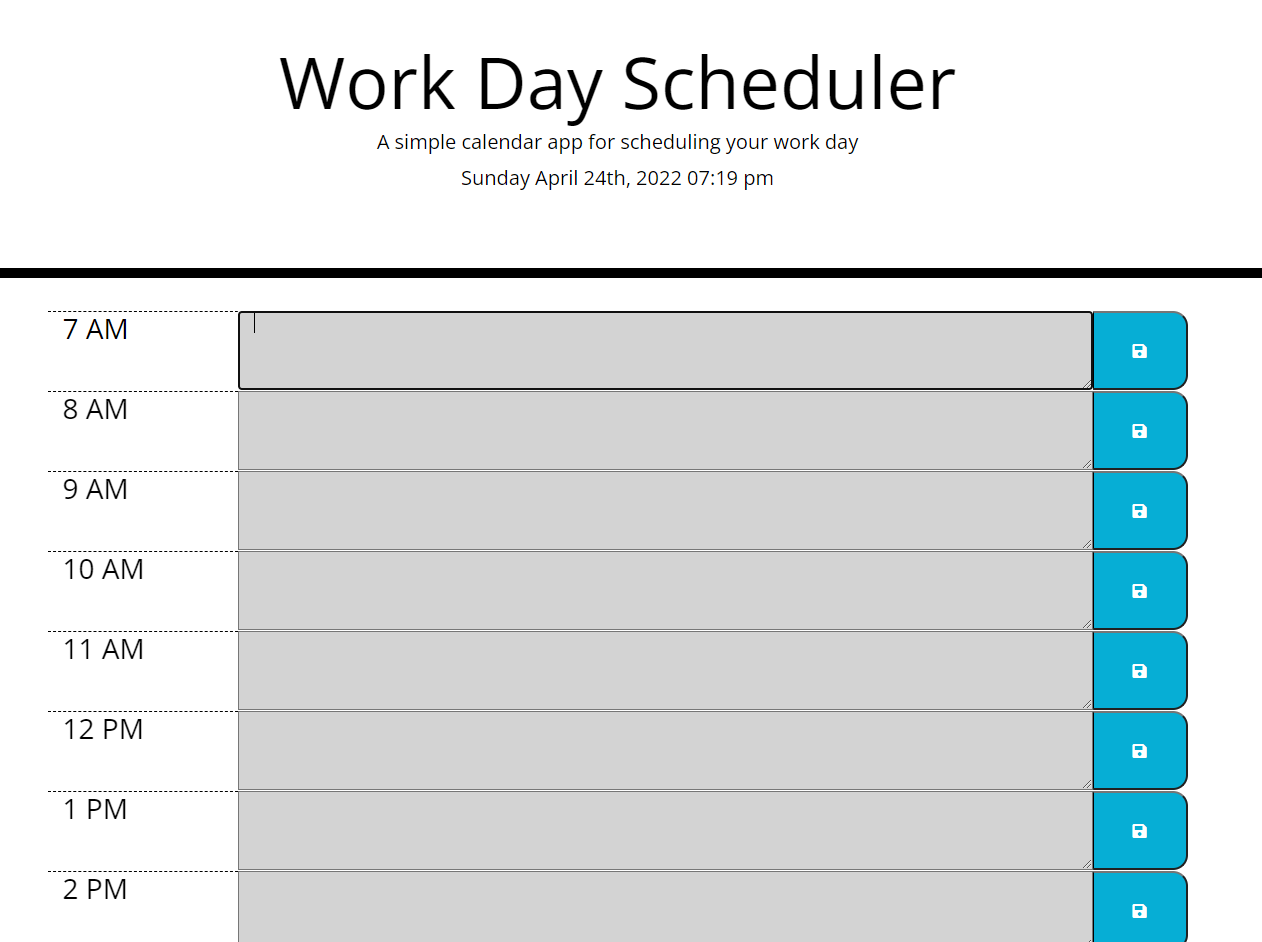 Work Day Scheduler
A simple calendar app for scheduling your work day
Sunday April 24th, 2022 07:19 pm
7 AM
8 AM
9 AM
10 AM
11 AM
12 PM
1 PM
2 PM